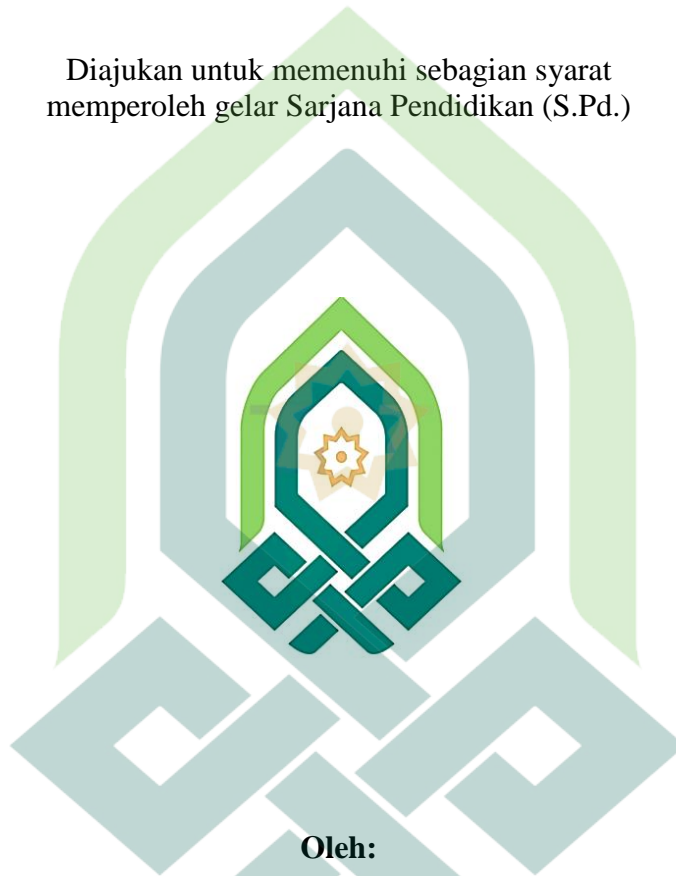 Diajukan untuk memenuhi sebagian syarat
memperoleh gelar Sarjana Pendidikan (S.Pd.)
Oleh: